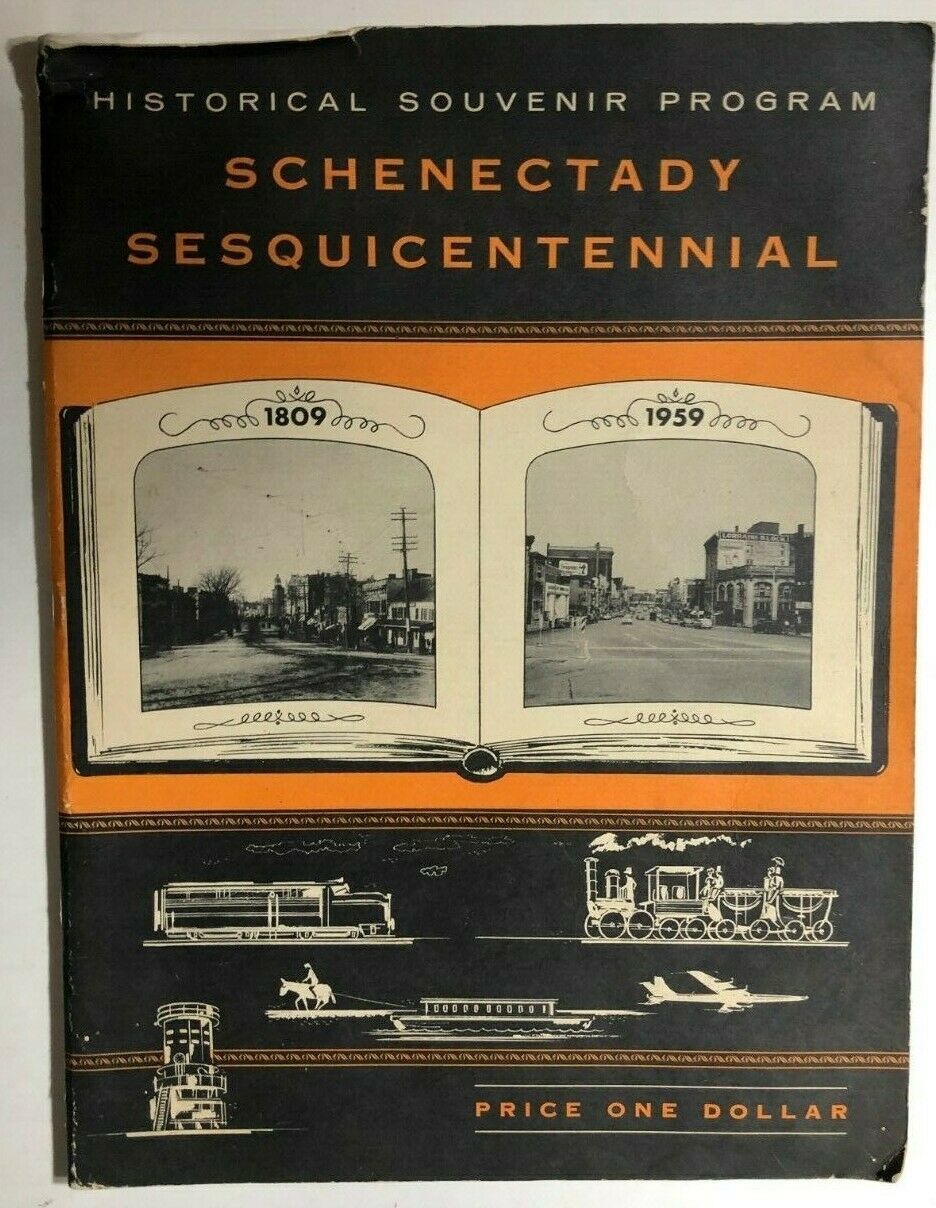 HISTORICAL SOUVENIR PROGRAM
SCHENECTADY
SESQUICENTENNIAL
1809
1959
PRICE ONE DOLLAR